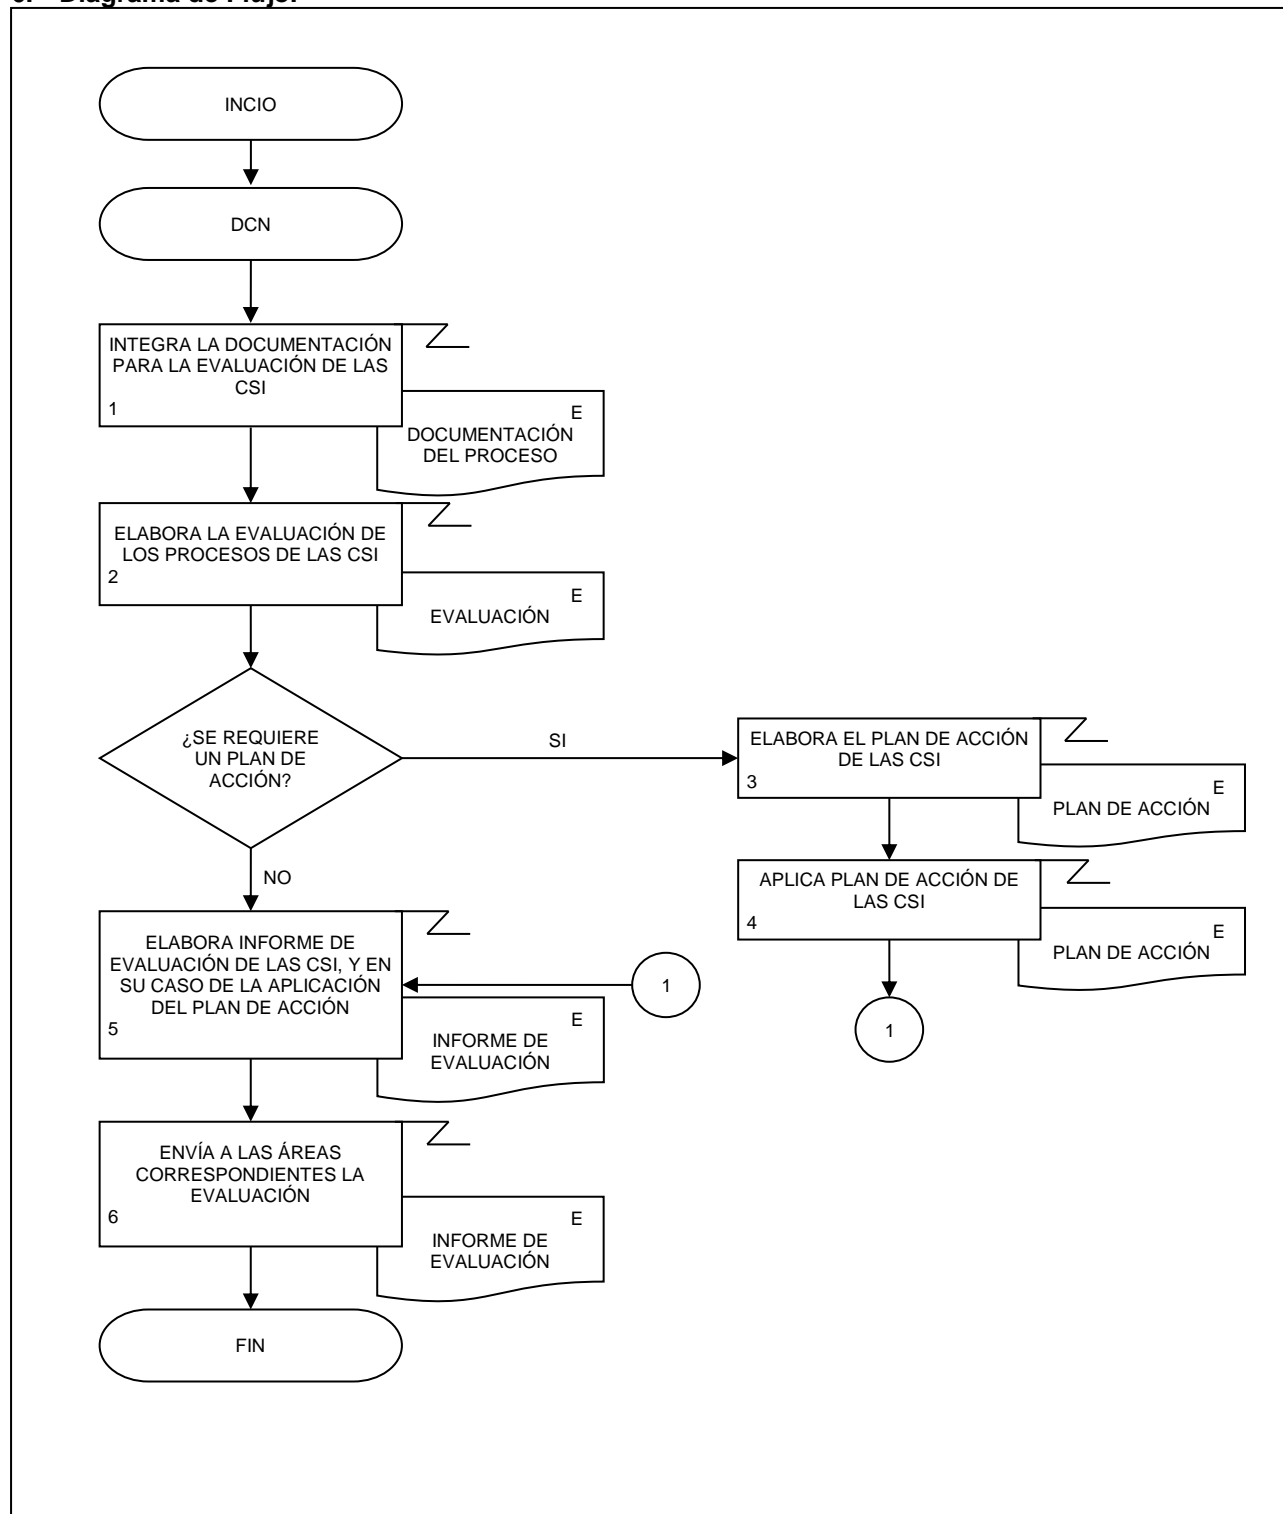 Diagrama de Flujo.
INCIO
DCN
INTEGRA LA DOCUMENTACIÓN
PARA LA EVALUACIÓN DE LAS
CSI
1
E
DOCUMENTACIÓN
DEL PROCESO
ELABORA LA EVALUACIÓN DE
LOS PROCESOS DE LAS CSI
2
E
EVALUACIÓN
¿SE REQUIERE
UN PLAN DE
ACCIÓN?
SI
NO
ELABORA EL PLAN DE ACCIÓN
DE LAS CSI
3
E
PLAN DE ACCIÓN
APLICA PLAN DE ACCIÓN DE
LAS CSI
4
E
PLAN DE ACCIÓN
1
ELABORA INFORME DE
EVALUACIÓN DE LAS CSI, Y EN
SU CASO DE LA APLICACIÓN
DEL PLAN DE ACCIÓN
5
1
E
INFORME DE
EVALUACIÓN
ENVÍA A LAS ÁREAS
CORRESPONDIENTES LA
EVALUACIÓN
6
E
INFORME DE
EVALUACIÓN
FIN